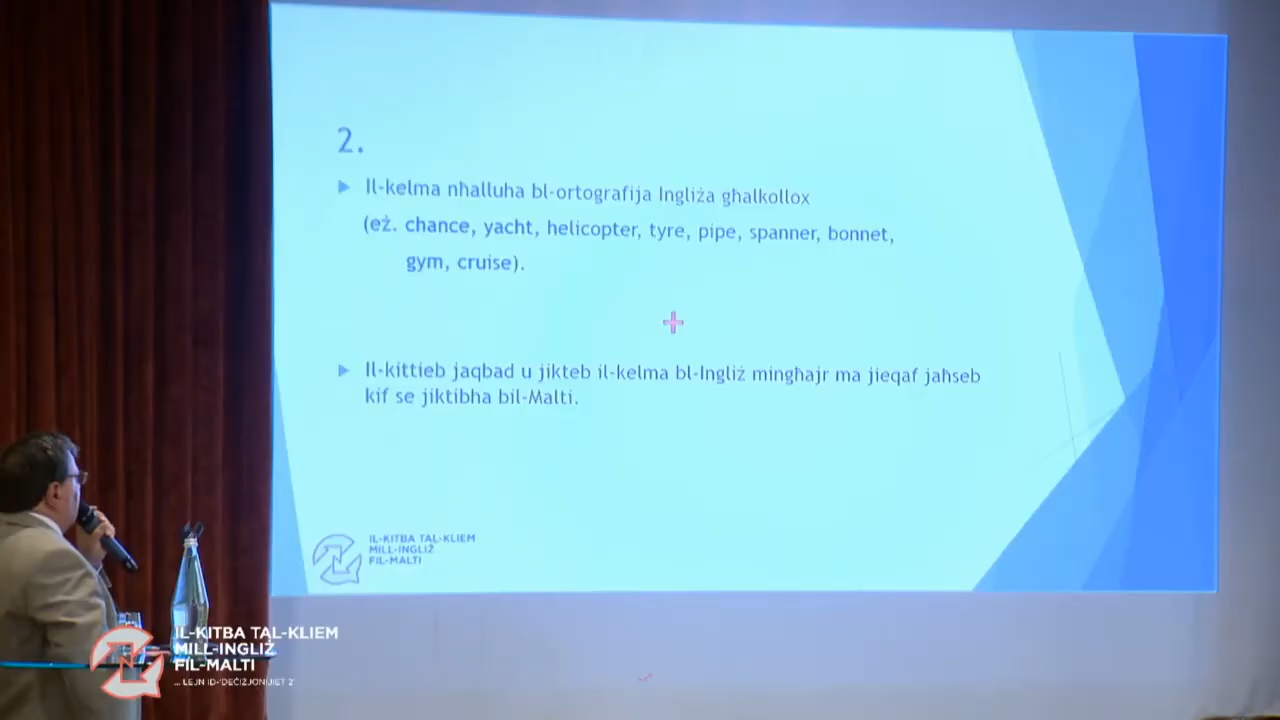 2.
Il-kelma nħalluha bl-ortografija Ingliża għalkollox
(eż. chance, yacht, helicopter, tyre, pipe, spanner, bonnet,
gym, cruise).
Il-kittieb jaqbad u jikteb il-kelma bl-Ingliż mingħajr ma jieqaf jaħseb
kif se jiktibha bil-Malti.
IL-KITBA TAL-KLIEM
MILL-INGLIŻ
FIL-MALTI
IL-KITBA TAL-KLIEM
MILL-INGLIŻ
FIL-MALTI
... LEJN ID-'DEĊIŻJONIJIET 2'